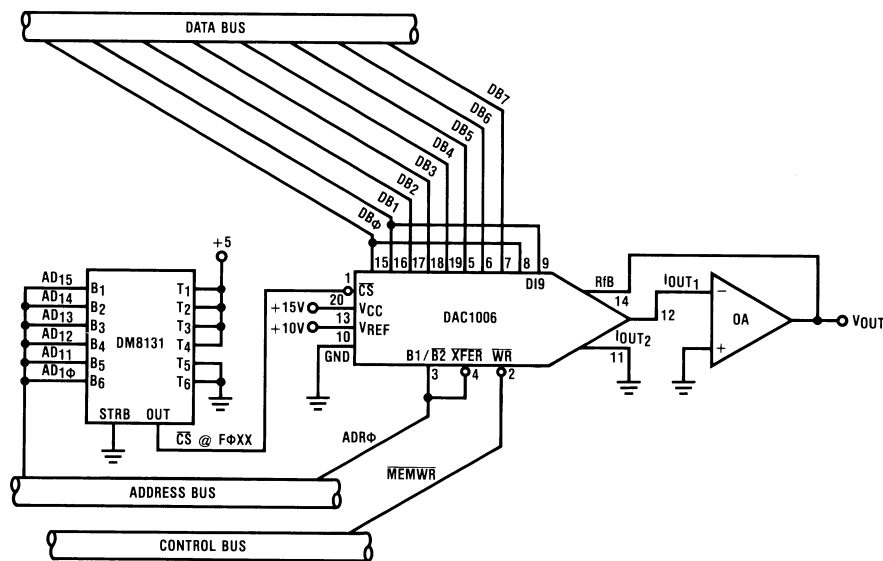 DATA BUS
DB7
DB6
DB5
DB4
DB3
DB2
DB1
DBΦ
15 16 17 18 19 5 6 7 8 9
+5
AD15 B1 T1
AD14 B2 T2
AD13 B3 T3
AD12 B4 T4
AD11 B5 T5
AD1Φ B6 T6
DM8131
STRB OUT
1 CS
DI9
RfB
14
+15V 20 VCC
+10V 13 VREF
10
GND
DAC1006
B1/B2 XFER WR
3 4 2
IOUT1
12
IOUT2
11
−
+
OA
VOUT
CS @ FΦXX
ADRΦ
MEMWR
ADDRESS BUS
CONTROL BUS